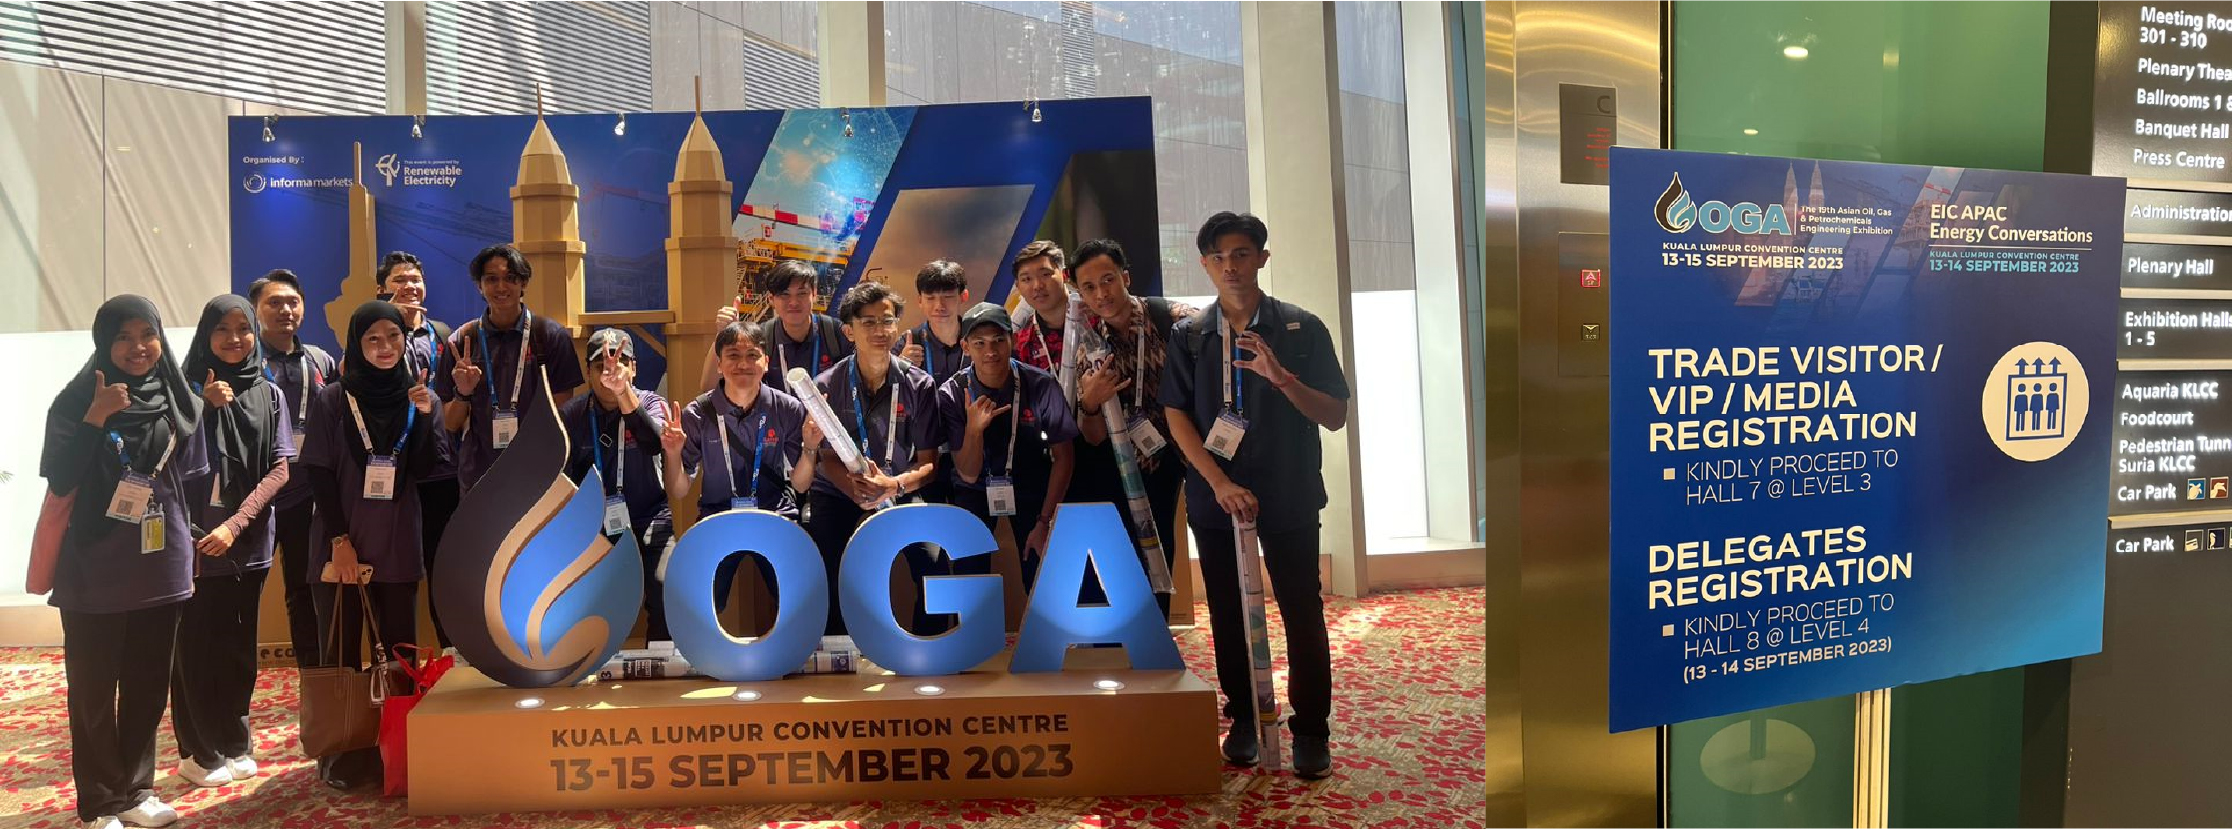 Organised By :
informa markets
This event is powered by
Renewable
Electricity
OGA
KUALA LUMPUR CONVENTION CENTRE
13-15 SEPTEMBER 2023
OGA
The 19th Asian Oil, Gas
& Petrochemicals
Engineering Exhibition
KUALA LUMPUR CONVENTION CENTRE
13-15 SEPTEMBER 2023
EIC APAC
Energy Conversations
KUALA LUMPUR CONVENTION CENTRE
13-14 SEPTEMBER 2023
TRADE VISITOR /
VIP / MEDIA
REGISTRATION
KINDLY PROCEED TO
HALL 7 @ LEVEL 3
DELEGATES
REGISTRATION
KINDLY PROCEED TO
HALL 8 @ LEVEL 4
(13 - 14 SEPTEMBER 2023)
Meeting Roo
301 - 310
Plenary Thea
Ballrooms 1 &
Banquet Hall
Press Centre
Administration
Plenary Hall
Exhibition Halls
1 - 5
Aquaria KLCC
Foodcourt
Pedestrian Tunn
Suria KLCC
Car Park
Car Park